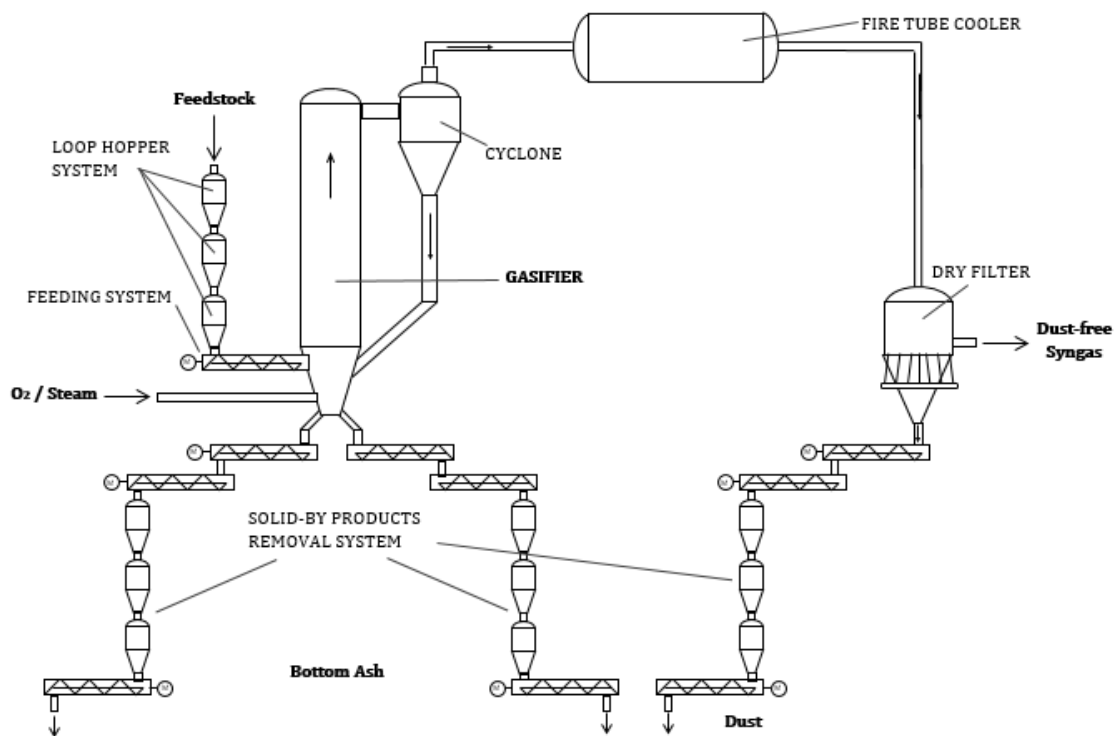 FIRE TUBE COOLER
Feedstock
LOOP HOPPER
SYSTEM
CYCLONE
GASIFIER
FEEDING SYSTEM
DRY FILTER
Dust-free
Syngas
M
O2 / Steam
M
M
M
M
SOLID-BY PRODUCTS
REMOVAL SYSTEM
Bottom Ash
M
M
M
Dust